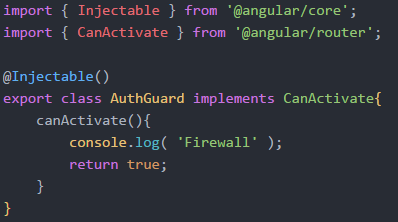 import { Injectable } from '@angular/core';
import { CanActivate } from '@angular/router';
@Injectable()
export class AuthGuard implements CanActivate{
    canActivate(){
        console.log( 'Firewall' );
        return true;
    }
}